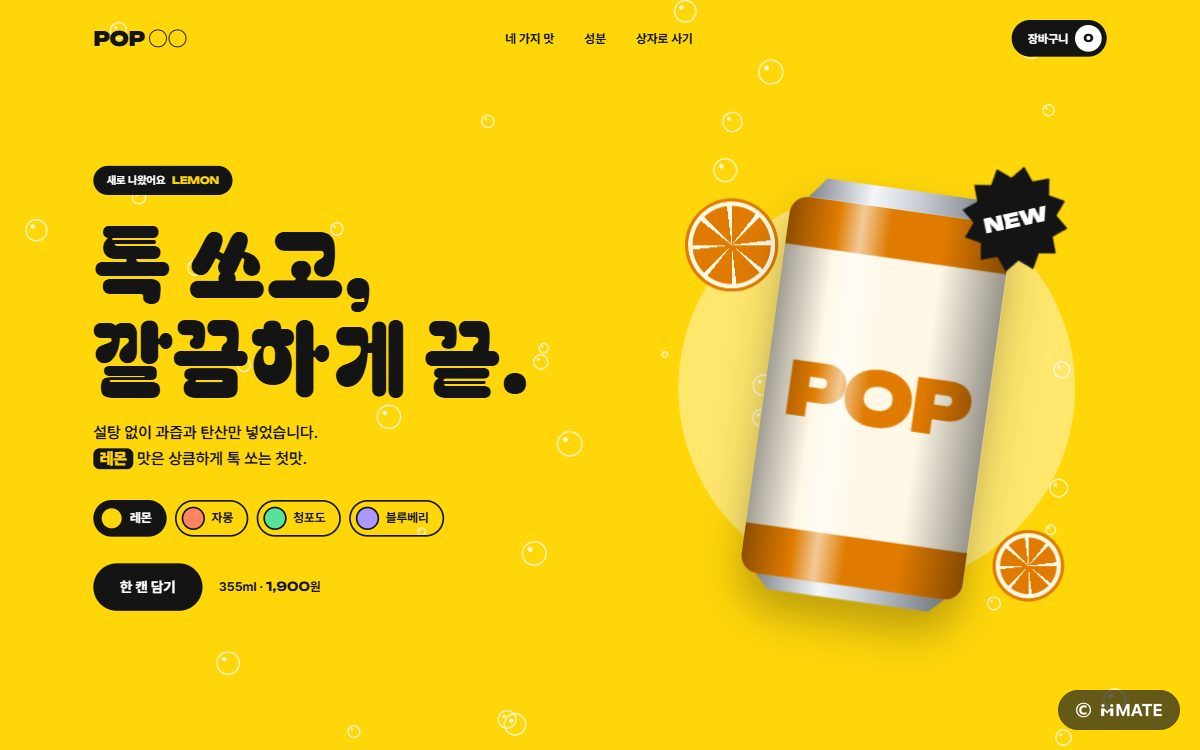 POP
네 가지 맛
성분
상자로 사기
장바구니 0
새로 나왔어요 LEMON
톡 쏘고,
깔끔하게 끝.
설탕 없이 과즙과 탄산만 넣었습니다.
레몬 맛은 상큼하게 톡 쏘는 첫맛.
레몬
자몽
청포도
블루베리
한 캔 담기
355ml · 1,900원
NEW
POP
© MATE